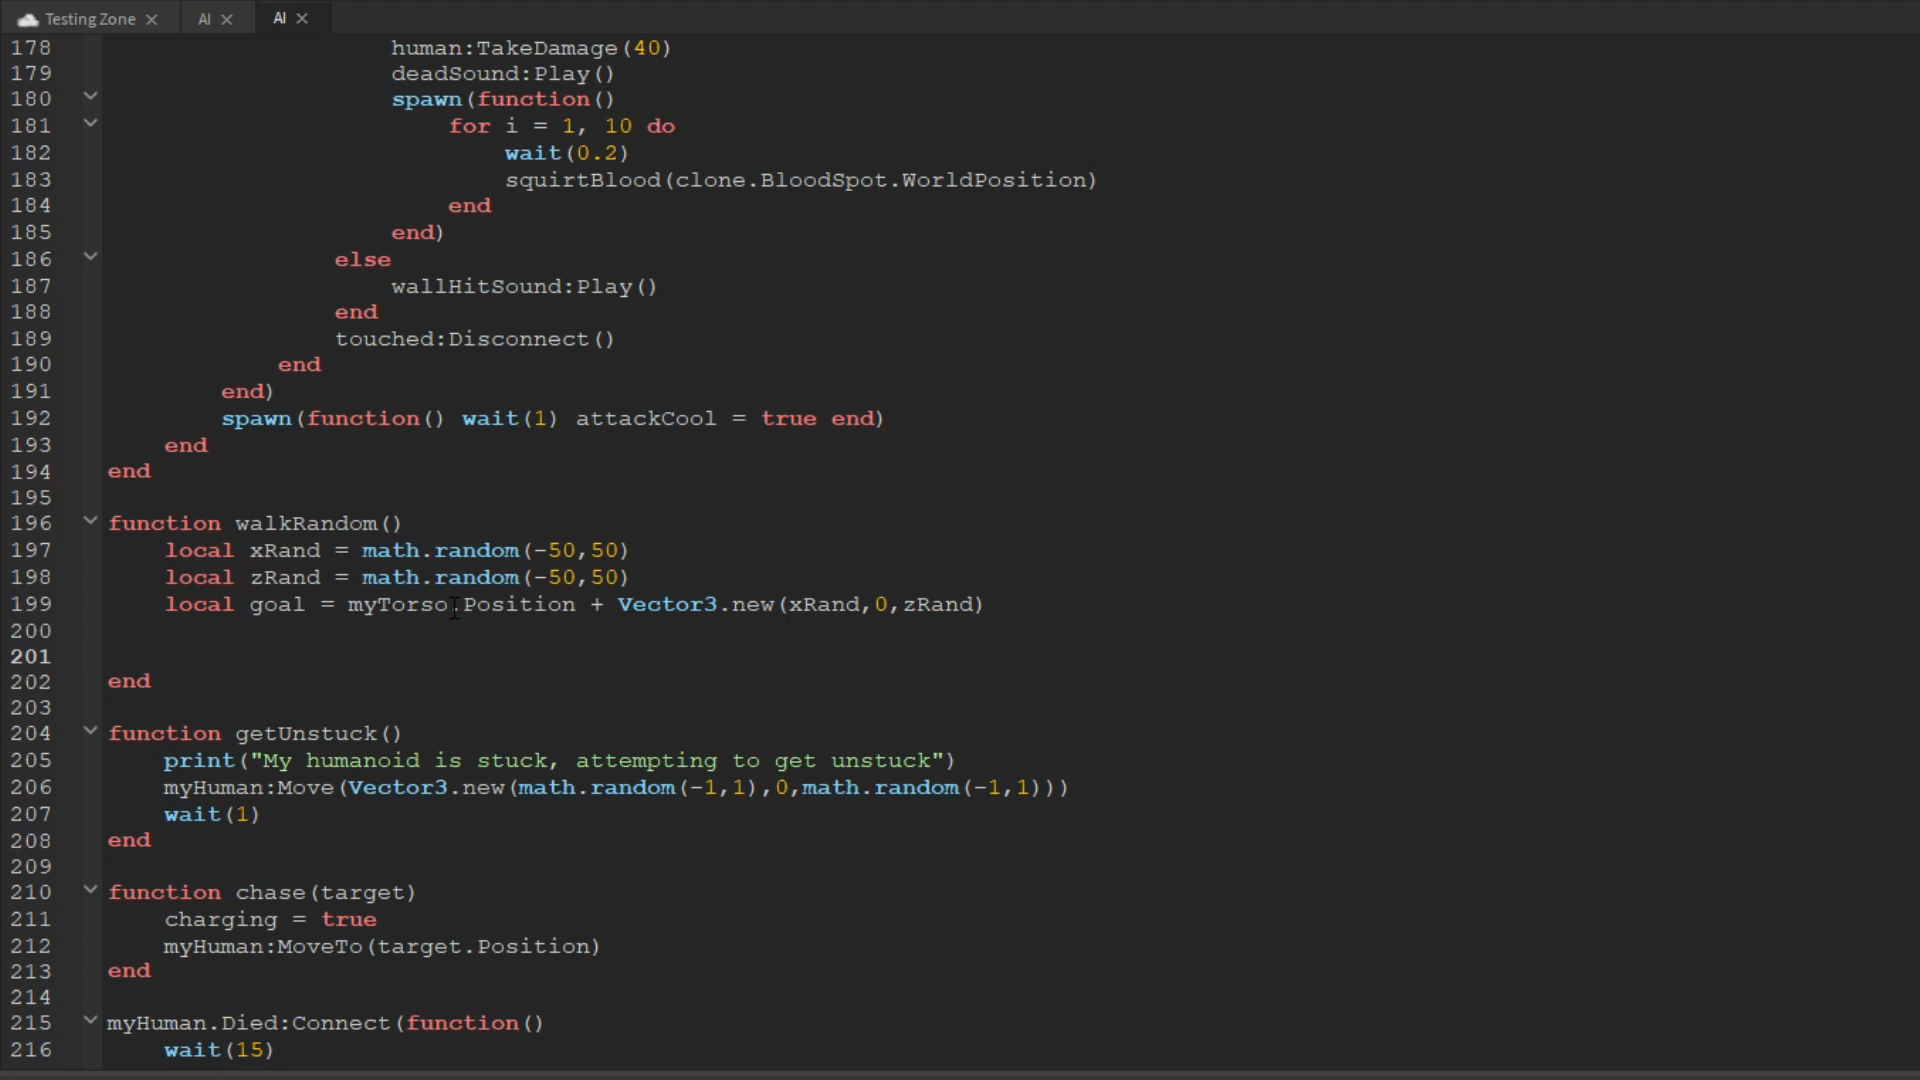 Testing Zone AI AI
178 human:TakeDamage(40)
179 deadSound:Play()
180 spawn(function()
181 for i = 1, 10 do
182 wait(0.2)
183 squirtBlood(clone.BloodSpot.WorldPosition)
184 end
185 end)
186 else
187 wallHitSound:Play()
188 end
189 touched:Disconnect()
190 end
191 end)
192 spawn(function() wait(1) attackCool = true end)
193 end
194 end
195
196 function walkRandom()
197 local xRand = math.random(-50,50)
198 local zRand = math.random(-50,50)
199 local goal = myTorso.Position + Vector3.new(xRand,0,zRand)
200
201
202 end
203
204 function getUnstuck()
205 print("My humanoid is stuck, attempting to get unstuck")
206 myHuman:Move(Vector3.new(math.random(-1,1),0,math.random(-1,1)))
207 wait(1)
208 end
209
210 function chase(target)
211 charging = true
212 myHuman:MoveTo(target.Position)
213 end
214
215 myHuman.Died:Connect(function()
216 wait(15)